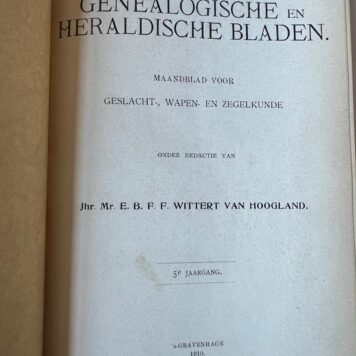 GENEALOGISCHE EN
HERALDISCHE BLADEN.
MAANDBLAD VOOR
GESLACHT-, WAPEN- EN ZEGELKUNDE
ONDER REDACTIE VAN
Jhr. Mr. E. B. F. F. WITTERT VAN HOOGLAND.
5e JAARGANG.
'S-GRAVENHAGE
1910.